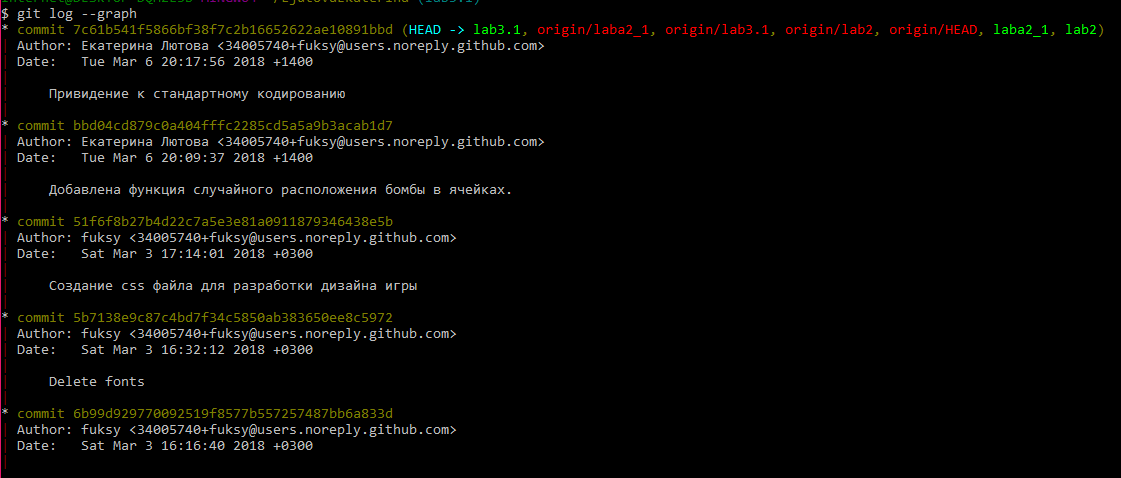 $ git log --graph
* commit 7c61b541f5866bf38f7c2b16652622ae10891bbd (HEAD -> lab3.1, origin/laba2_1, origin/lab3.1, origin/lab2, origin/HEAD, laba2_1, lab2)
Author: Екатерина Лютова <34005740+fuksy@users.noreply.github.com>
Date: Tue Mar 6 20:17:56 2018 +1400
Привидение к стандартному кодированию
* commit bbd04cd879c0a404fffc2285cd5a5a9b3acab1d7
Author: Екатерина Лютова <34005740+fuksy@users.noreply.github.com>
Date: Tue Mar 6 20:09:37 2018 +1400
Добавлена функция случайного расположения бомбы в ячейках.
* commit 51f6f8b27b4d22c7a5e3e81a0911879346438e5b
Author: fuksy <34005740+fuksy@users.noreply.github.com>
Date: Sat Mar 3 17:14:01 2018 +0300
Создание css файла для разработки дизайна игры
* commit 5b7138e9c87c4bd7f34c5850ab383650ee8c5972
Author: fuksy <34005740+fuksy@users.noreply.github.com>
Date: Sat Mar 3 16:32:12 2018 +0300
Delete fonts
* commit 6b99d929770092519f8577b557257487bb6a833d
Author: fuksy <34005740+fuksy@users.noreply.github.com>
Date: Sat Mar 3 16:16:40 2018 +0300